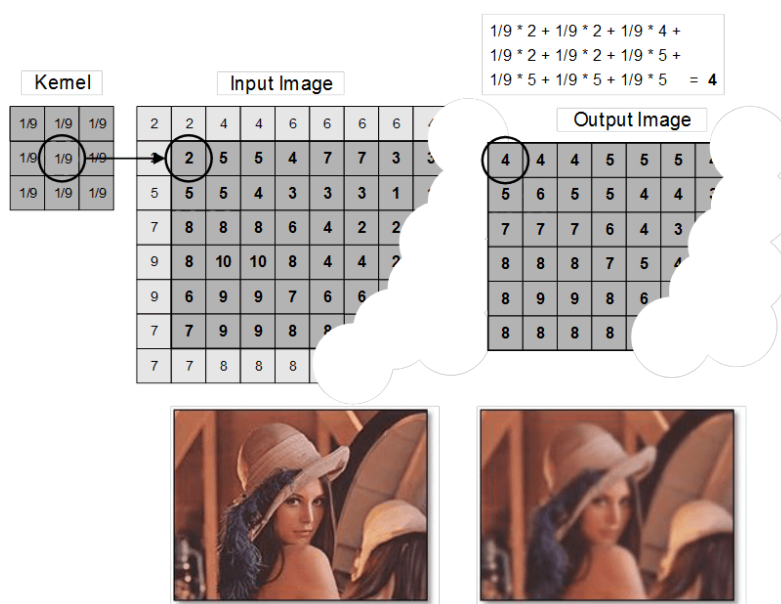 1/9 * 2 + 1/9 * 2 + 1/9 * 4 +
1/9 * 2 + 1/9 * 2 + 1/9 * 5 +
1/9 * 5 + 1/9 * 5 + 1/9 * 5 = 4
Kernel
Input Image
Output Image
1/9 1/9 1/9
1/9 1/9 1/9
1/9 1/9 1/9
2 2 4 4 6 6 6 6
2 5 5 4 7 7 3 3
5 5 5 4 3 3 3 1
7 8 8 8 6 4 2 2
9 8 10 10 8 4 4 2
9 6 9 9 7 6 6
7 7 9 9 8 8
7 7 8 8 8
4 4 4 5 5 5
5 6 5 5 4 4 3
7 7 7 6 4 3
8 8 8 7 5 4
8 9 9 8 6
8 8 8 8